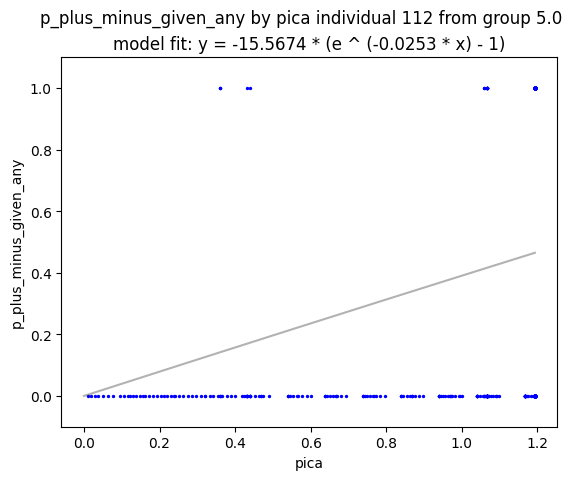 p_plus_minus_given_any by pica individual 112 from group 5.0
model fit: y = -15.5674 * (e ^ (-0.0253 * x) - 1)
1.0
0.8
0.6
0.4
0.2
0.0
p_plus_minus_given_any
0.0 0.2 0.4 0.6 0.8 1.0 1.2
pica